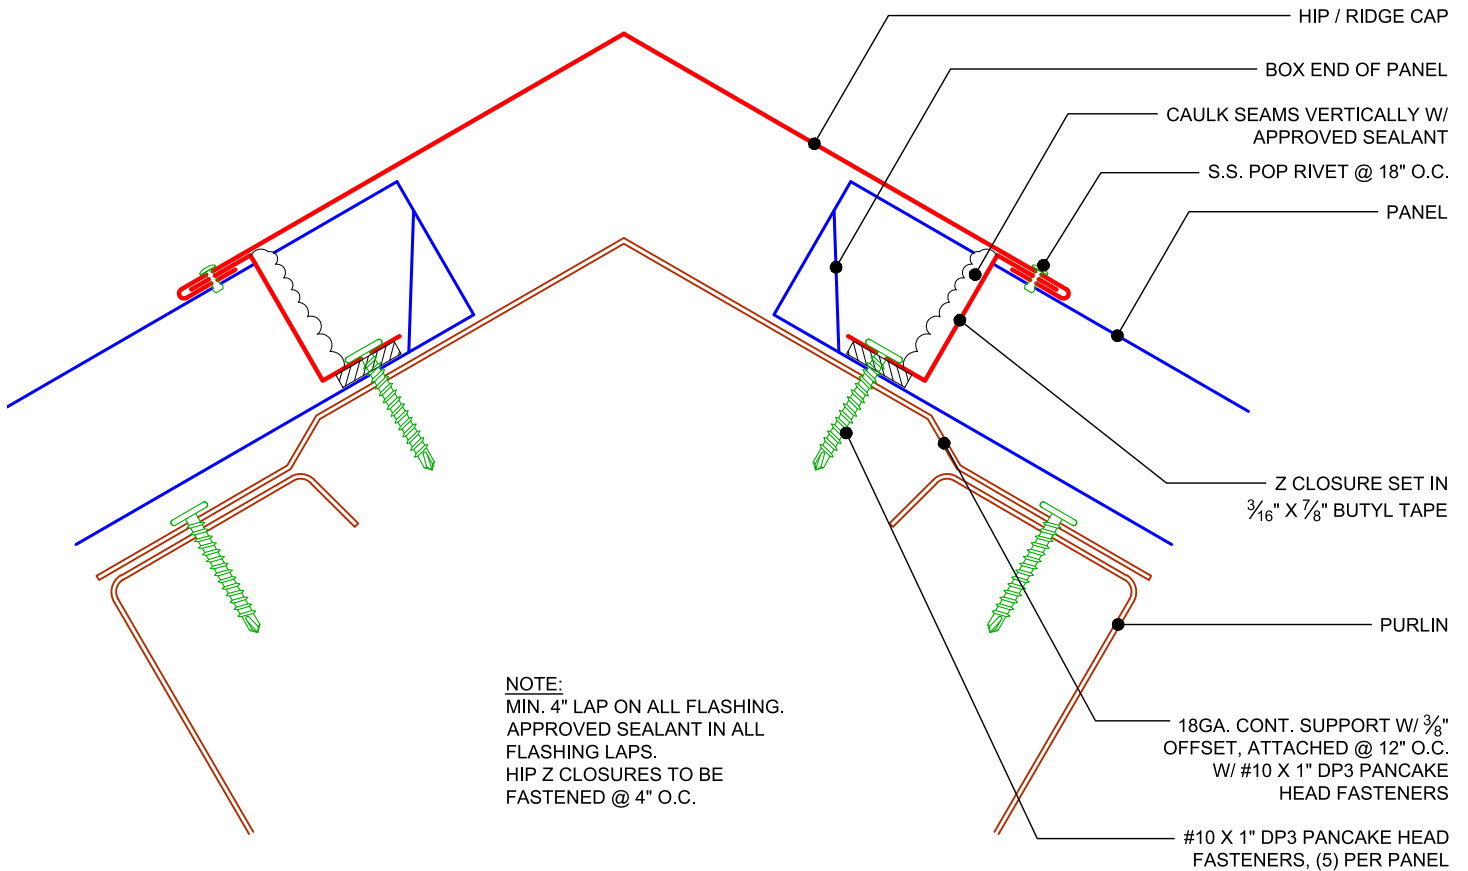 HIP / RIDGE CAP
BOX END OF PANEL
CAULK SEAMS VERTICALLY W/
APPROVED SEALANT
S.S. POP RIVET @ 18" O.C.
PANEL
Z CLOSURE SET IN
3/16" X 7/8" BUTYL TAPE
PURLIN
NOTE:
MIN. 4" LAP ON ALL FLASHING.
APPROVED SEALANT IN ALL
FLASHING LAPS.
HIP Z CLOSURES TO BE
FASTENED @ 4" O.C.
18GA. CONT. SUPPORT W/ 3/8"
OFFSET, ATTACHED @ 12" O.C.
W/ #10 X 1" DP3 PANCAKE
HEAD FASTENERS
#10 X 1" DP3 PANCAKE HEAD
FASTENERS, (5) PER PANEL